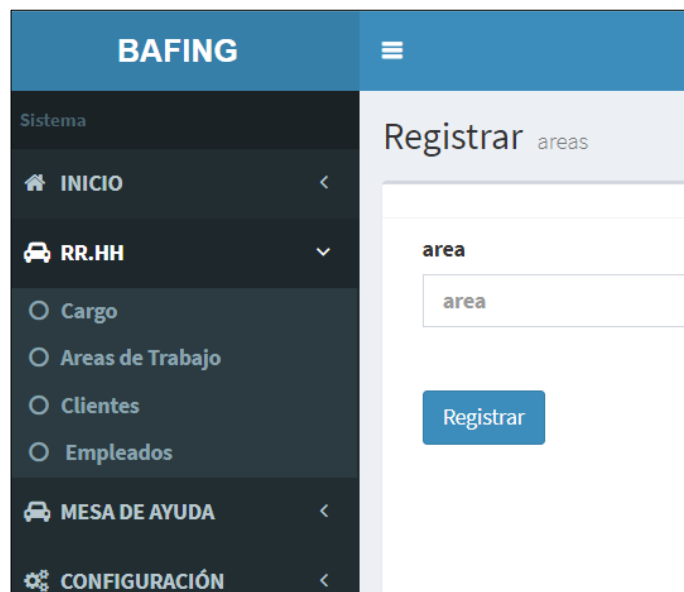 BAFING
Sistema
INICIO
RR.HH
Cargo
Areas de Trabajo
Clientes
Empleados
MESA DE AYUDA
CONFIGURACIÓN
Registrar areas
area
area
Registrar